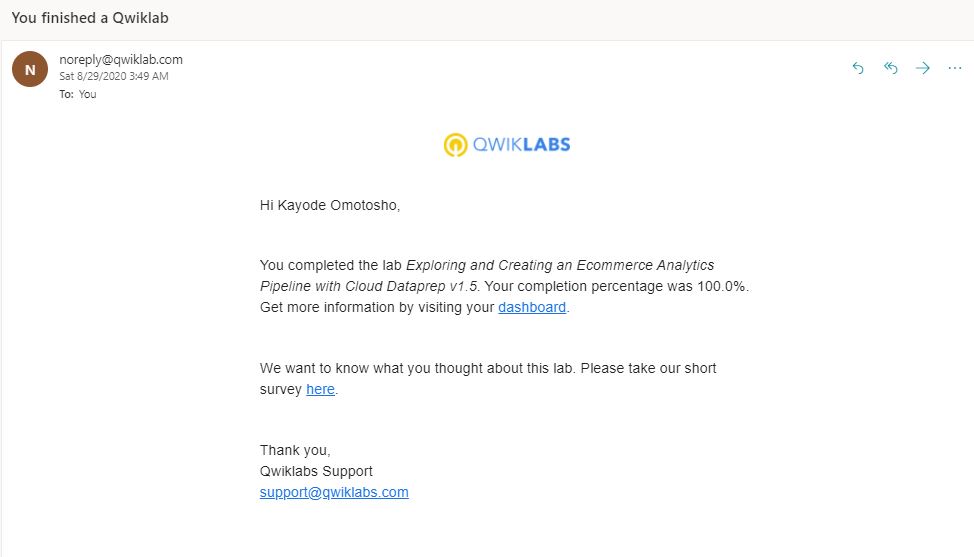 You finished a Qwiklab
N
noreply@qwiklab.com
Sat 8/29/2020 3:49 AM
To: You
QWIKLABS
Hi Kayode Omotosho,
You completed the lab Exploring and Creating an Ecommerce Analytics
Pipeline with Cloud Dataprep v1.5. Your completion percentage was 100.0%.
Get more information by visiting your dashboard.
We want to know what you thought about this lab. Please take our short
survey here.
Thank you,
Qwiklabs Support
support@qwiklabs.com